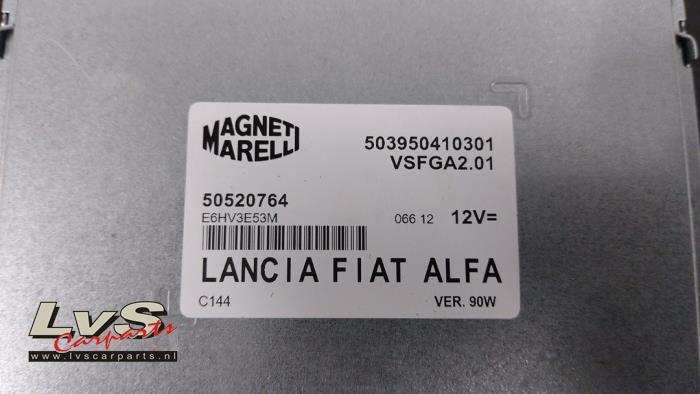 MAGNETI
MARELLI
503950410301
VSFGA2.01
50520764
E6HV3E53M
066 12 12V=
LANCIA FIAT ALFA
C144 VER. 90W
LvS
Carparts
www.lvscarparts.nl